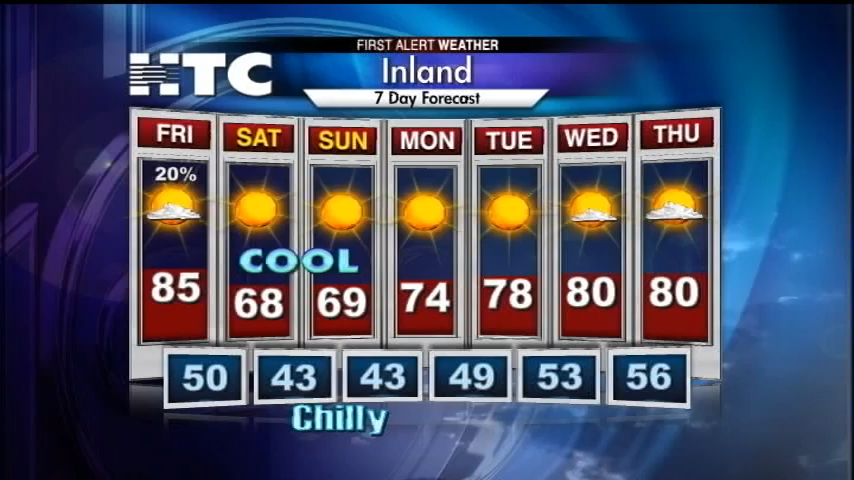 FIRST ALERT WEATHER
HTC
Inland
7 Day Forecast
FRI SAT SUN MON TUE WED THU
20%
COOL
85 68 69 74 78 80 80
50 43 43 49 53 56
Chilly